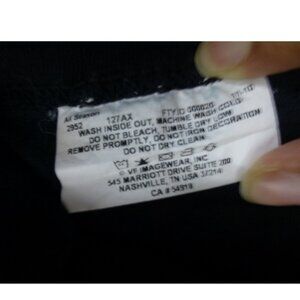 All Season
2952 127AX FTY ID 000020
WASH INSIDE OUT, MACHINE WASH COLD
DO NOT BLEACH, TUMBLE DRY LOW
REMOVE PROMPTLY, DO NOT IRON DECORATION
DO NOT DRY CLEAN
© VF IMAGEWEAR, INC
545 MARRIOTT DRIVE SUITE 200
NASHVILLE, TN USA 37214
CA # 54919